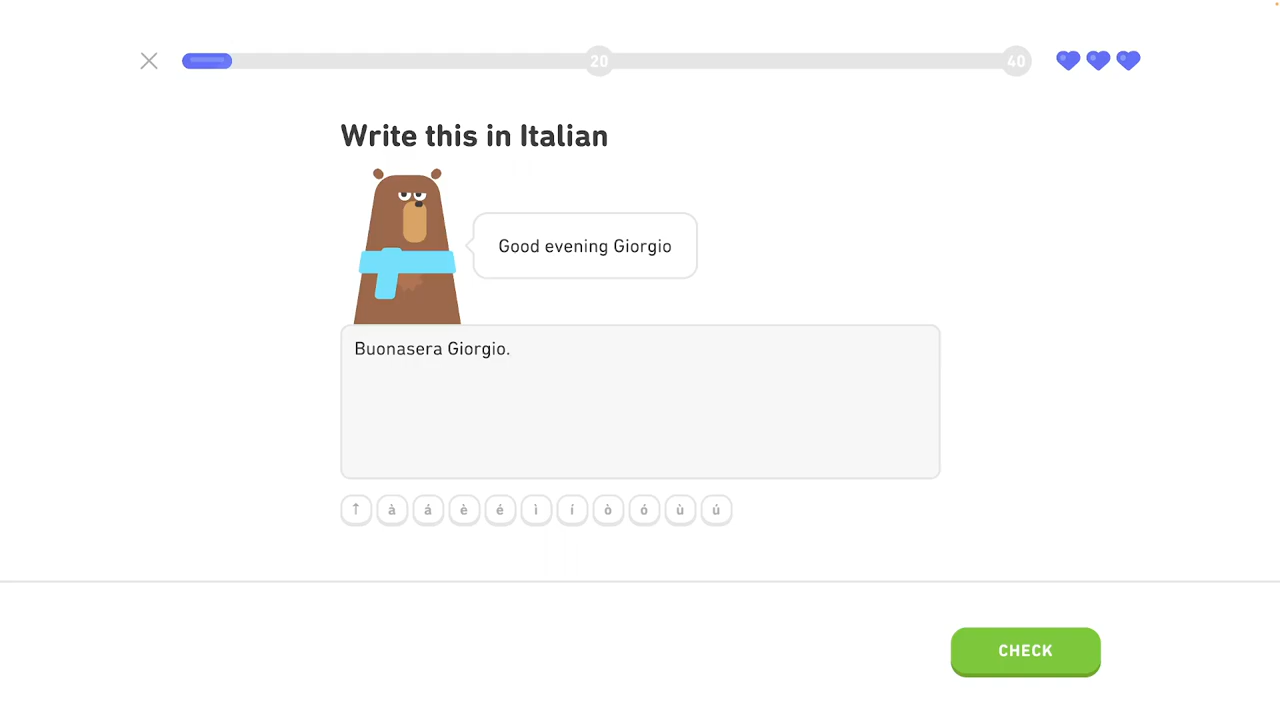 20
40
Write this in Italian
Good evening Giorgio
Buonasera Giorgio.
↑ à á è é ì í ò ó ù ú
CHECK